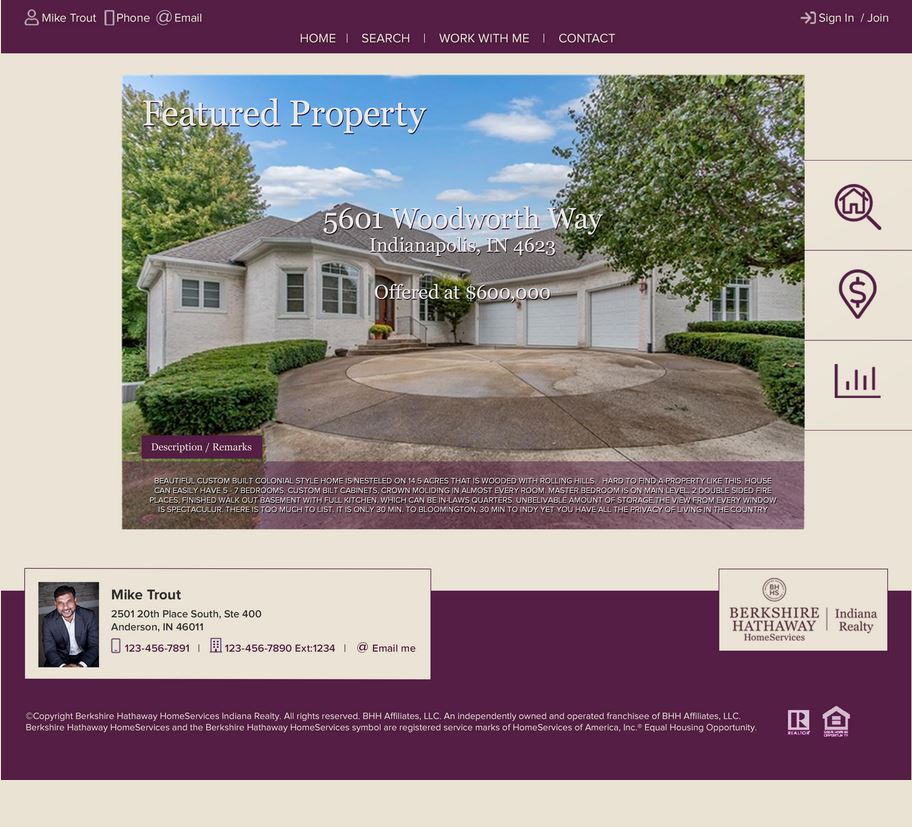 Mike Trout Phone @ Email
Sign In / Join
HOME | SEARCH | WORK WITH ME | CONTACT
Featured Property
5601 Woodworth Way
Indianapolis, IN 4623
Offered at $600,000
Description / Remarks
BEAUTIFUL CUSTOM BUILT COLONIAL STYLE HOME IS NESTELED ON 14.5 ACRES THAT IS WOODED WITH ROLLING HILLS. HARD TO FIND A PROPERTY LIKE THIS. HOUSE
CAN EASILY HAVE 5 - 7 BEDROOMS. CUSTOM BILT CABINETS, CROWN MOLIDING IN ALMOST EVERY ROOM. MASTER BEDROOM IS ON MAIN LEVEL. 2 DOUBLE SIDED FIRE
PLACES, FINISHED WALK OUT BASEMENT WITH FULL KITCHEN, WHICH CAN BE IN-LAWS QUARTERS. UNBELIVABLE AMOUNT OF STORAGE.THE VIEW FROM EVERY WINDOW
IS SPECTACULUR. THERE IS TOO MUCH TO LIST. IT IS ONLY 30 MIN. TO BLOOMINGTON, 30 MIN TO INDY YET YOU HAVE ALL THE PRIVACY OF LIVING IN THE COUNTRY
Mike Trout
2501 20th Place South, Ste 400
Anderson, IN 46011
123-456-7891 | 123-456-7890 Ext:1234 | @ Email me
BH
HS
BERKSHIRE
HATHAWAY
HomeServices
Indiana
Realty
©Copyright Berkshire Hathaway HomeServices Indiana Realty. All rights reserved. BHH Affiliates, LLC. An independently owned and operated franchisee of BHH Affiliates, LLC.
Berkshire Hathaway HomeServices and the Berkshire Hathaway HomeServices symbol are registered service marks of HomeServices of America, Inc.® Equal Housing Opportunity.
R
REALTOR®
EQUAL HOUSING
OPPORTUNITY